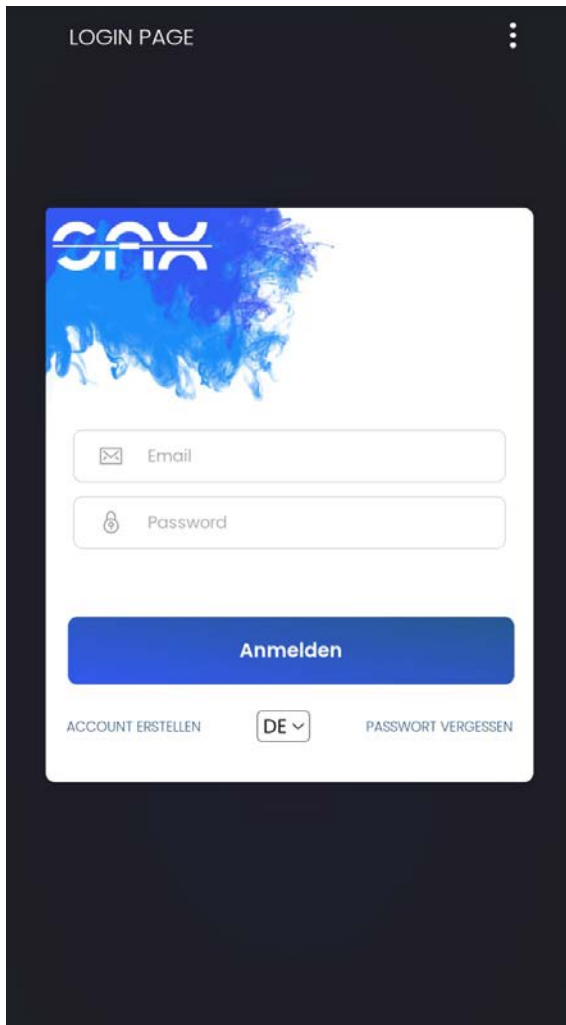 LOGIN PAGE
SAX
Email
Password
Anmelden
ACCOUNT ERSTELLEN
DE
PASSWORT VERGESSEN